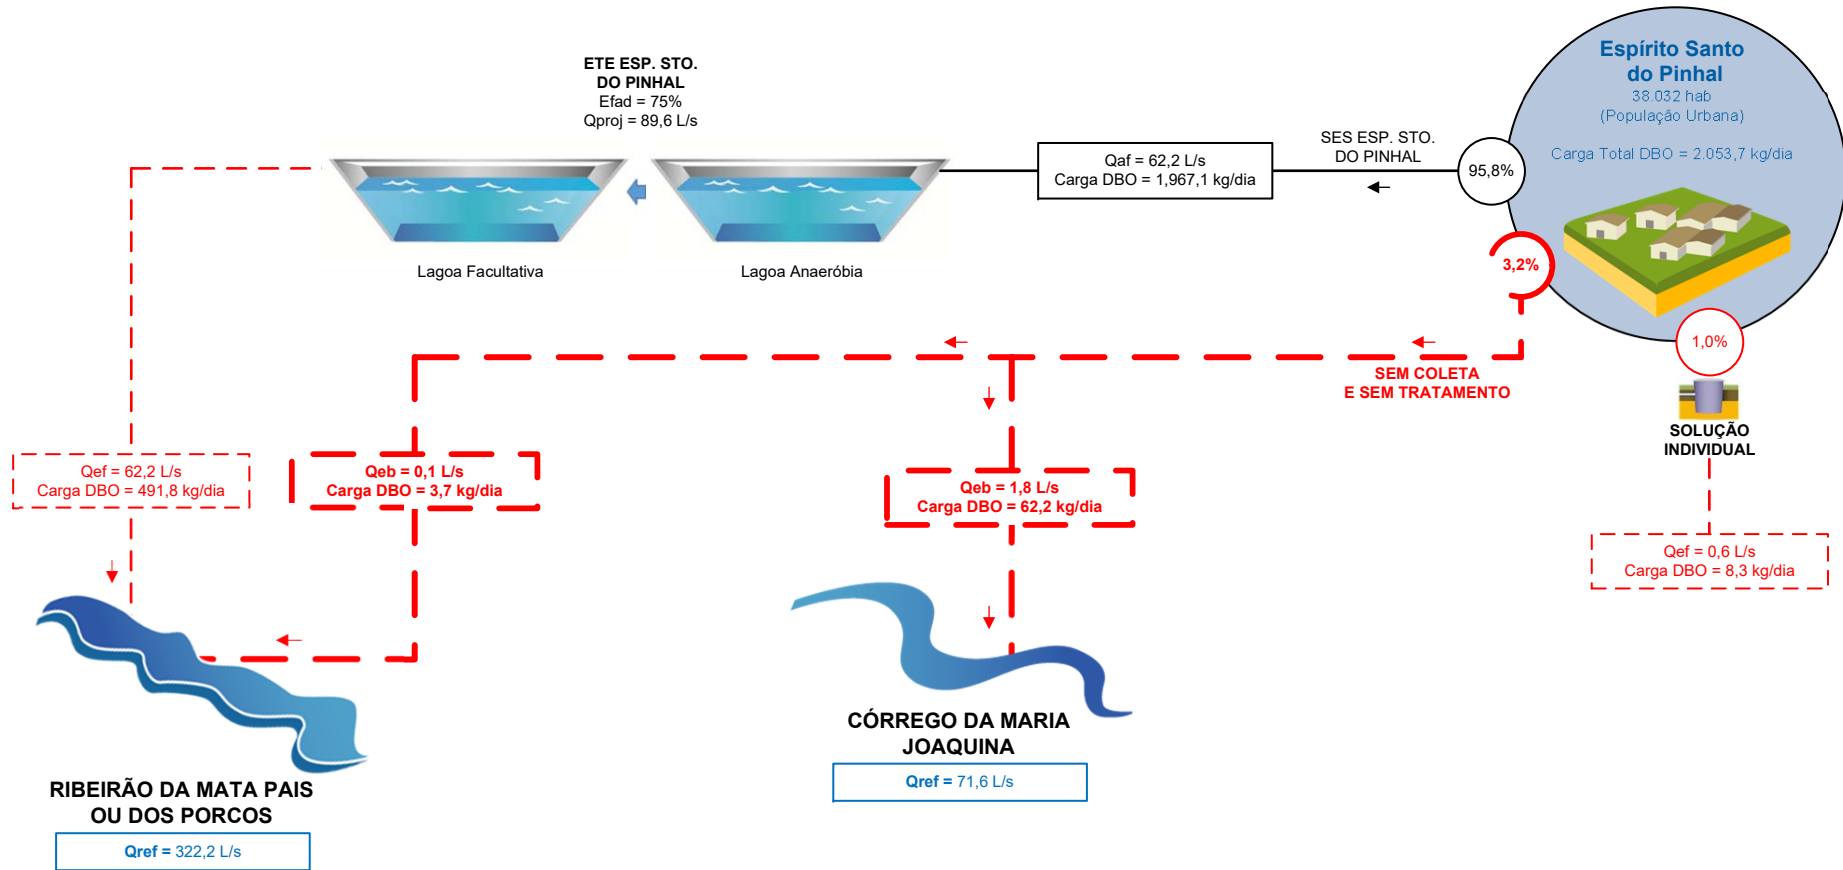 ETE ESP. STO.
DO PINHAL
Efad = 75%
Qproj = 89,6 L/s
Lagoa Facultativa
Lagoa Anaeróbia
Qaf = 62,2 L/s
Carga DBO = 1,967,1 kg/dia
SES ESP. STO.
DO PINHAL
95,8%
Espírito Santo
do Pinhal
38.032 hab
(População Urbana)
Carga Total DBO = 2.053,7 kg/dia
3,2%
1,0%
SEM COLETA
E SEM TRATAMENTO
SOLUÇÃO
INDIVIDUAL
Qef = 62,2 L/s
Carga DBO = 491,8 kg/dia
Qeb = 0,1 L/s
Carga DBO = 3,7 kg/dia
Qeb = 1,8 L/s
Carga DBO = 62,2 kg/dia
Qef = 0,6 L/s
Carga DBO = 8,3 kg/dia
CÓRREGO DA MARIA
JOAQUINA
Qref = 71,6 L/s
RIBEIRÃO DA MATA PAIS
OU DOS PORCOS
Qref = 322,2 L/s